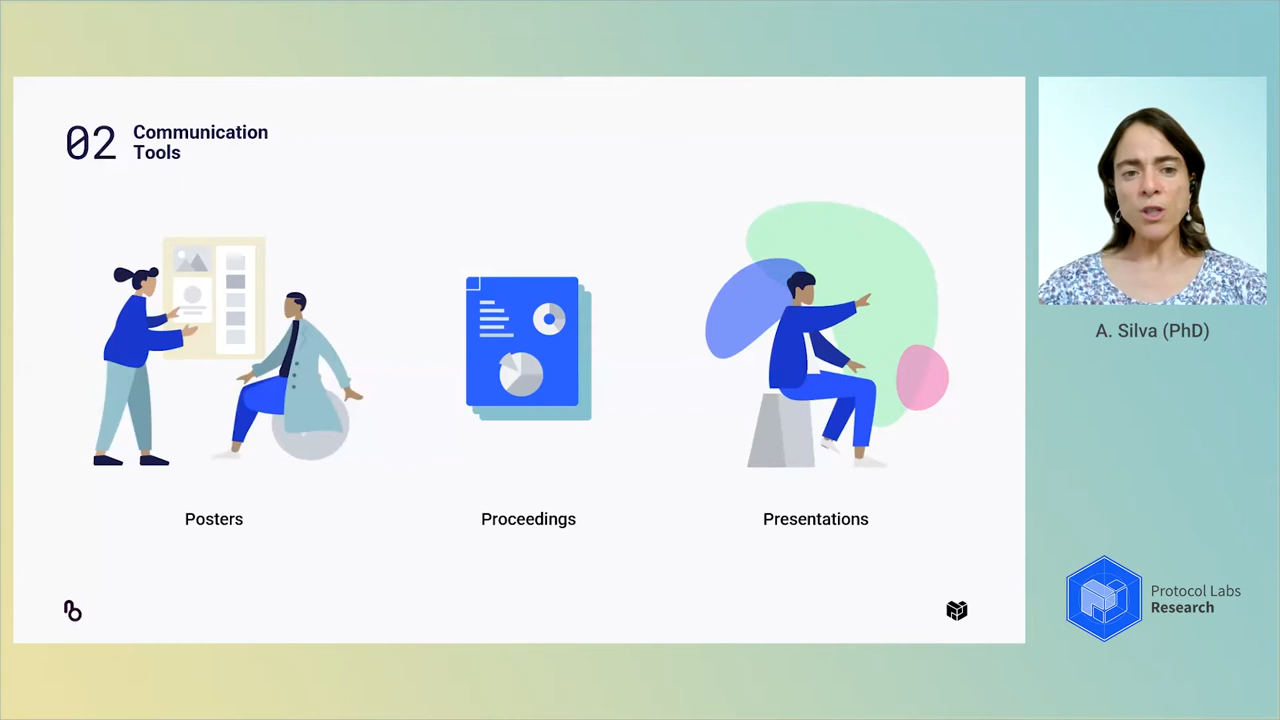 02
Communication
Tools
Posters
Proceedings
Presentations
A. Silva (PhD)
Protocol Labs
Research